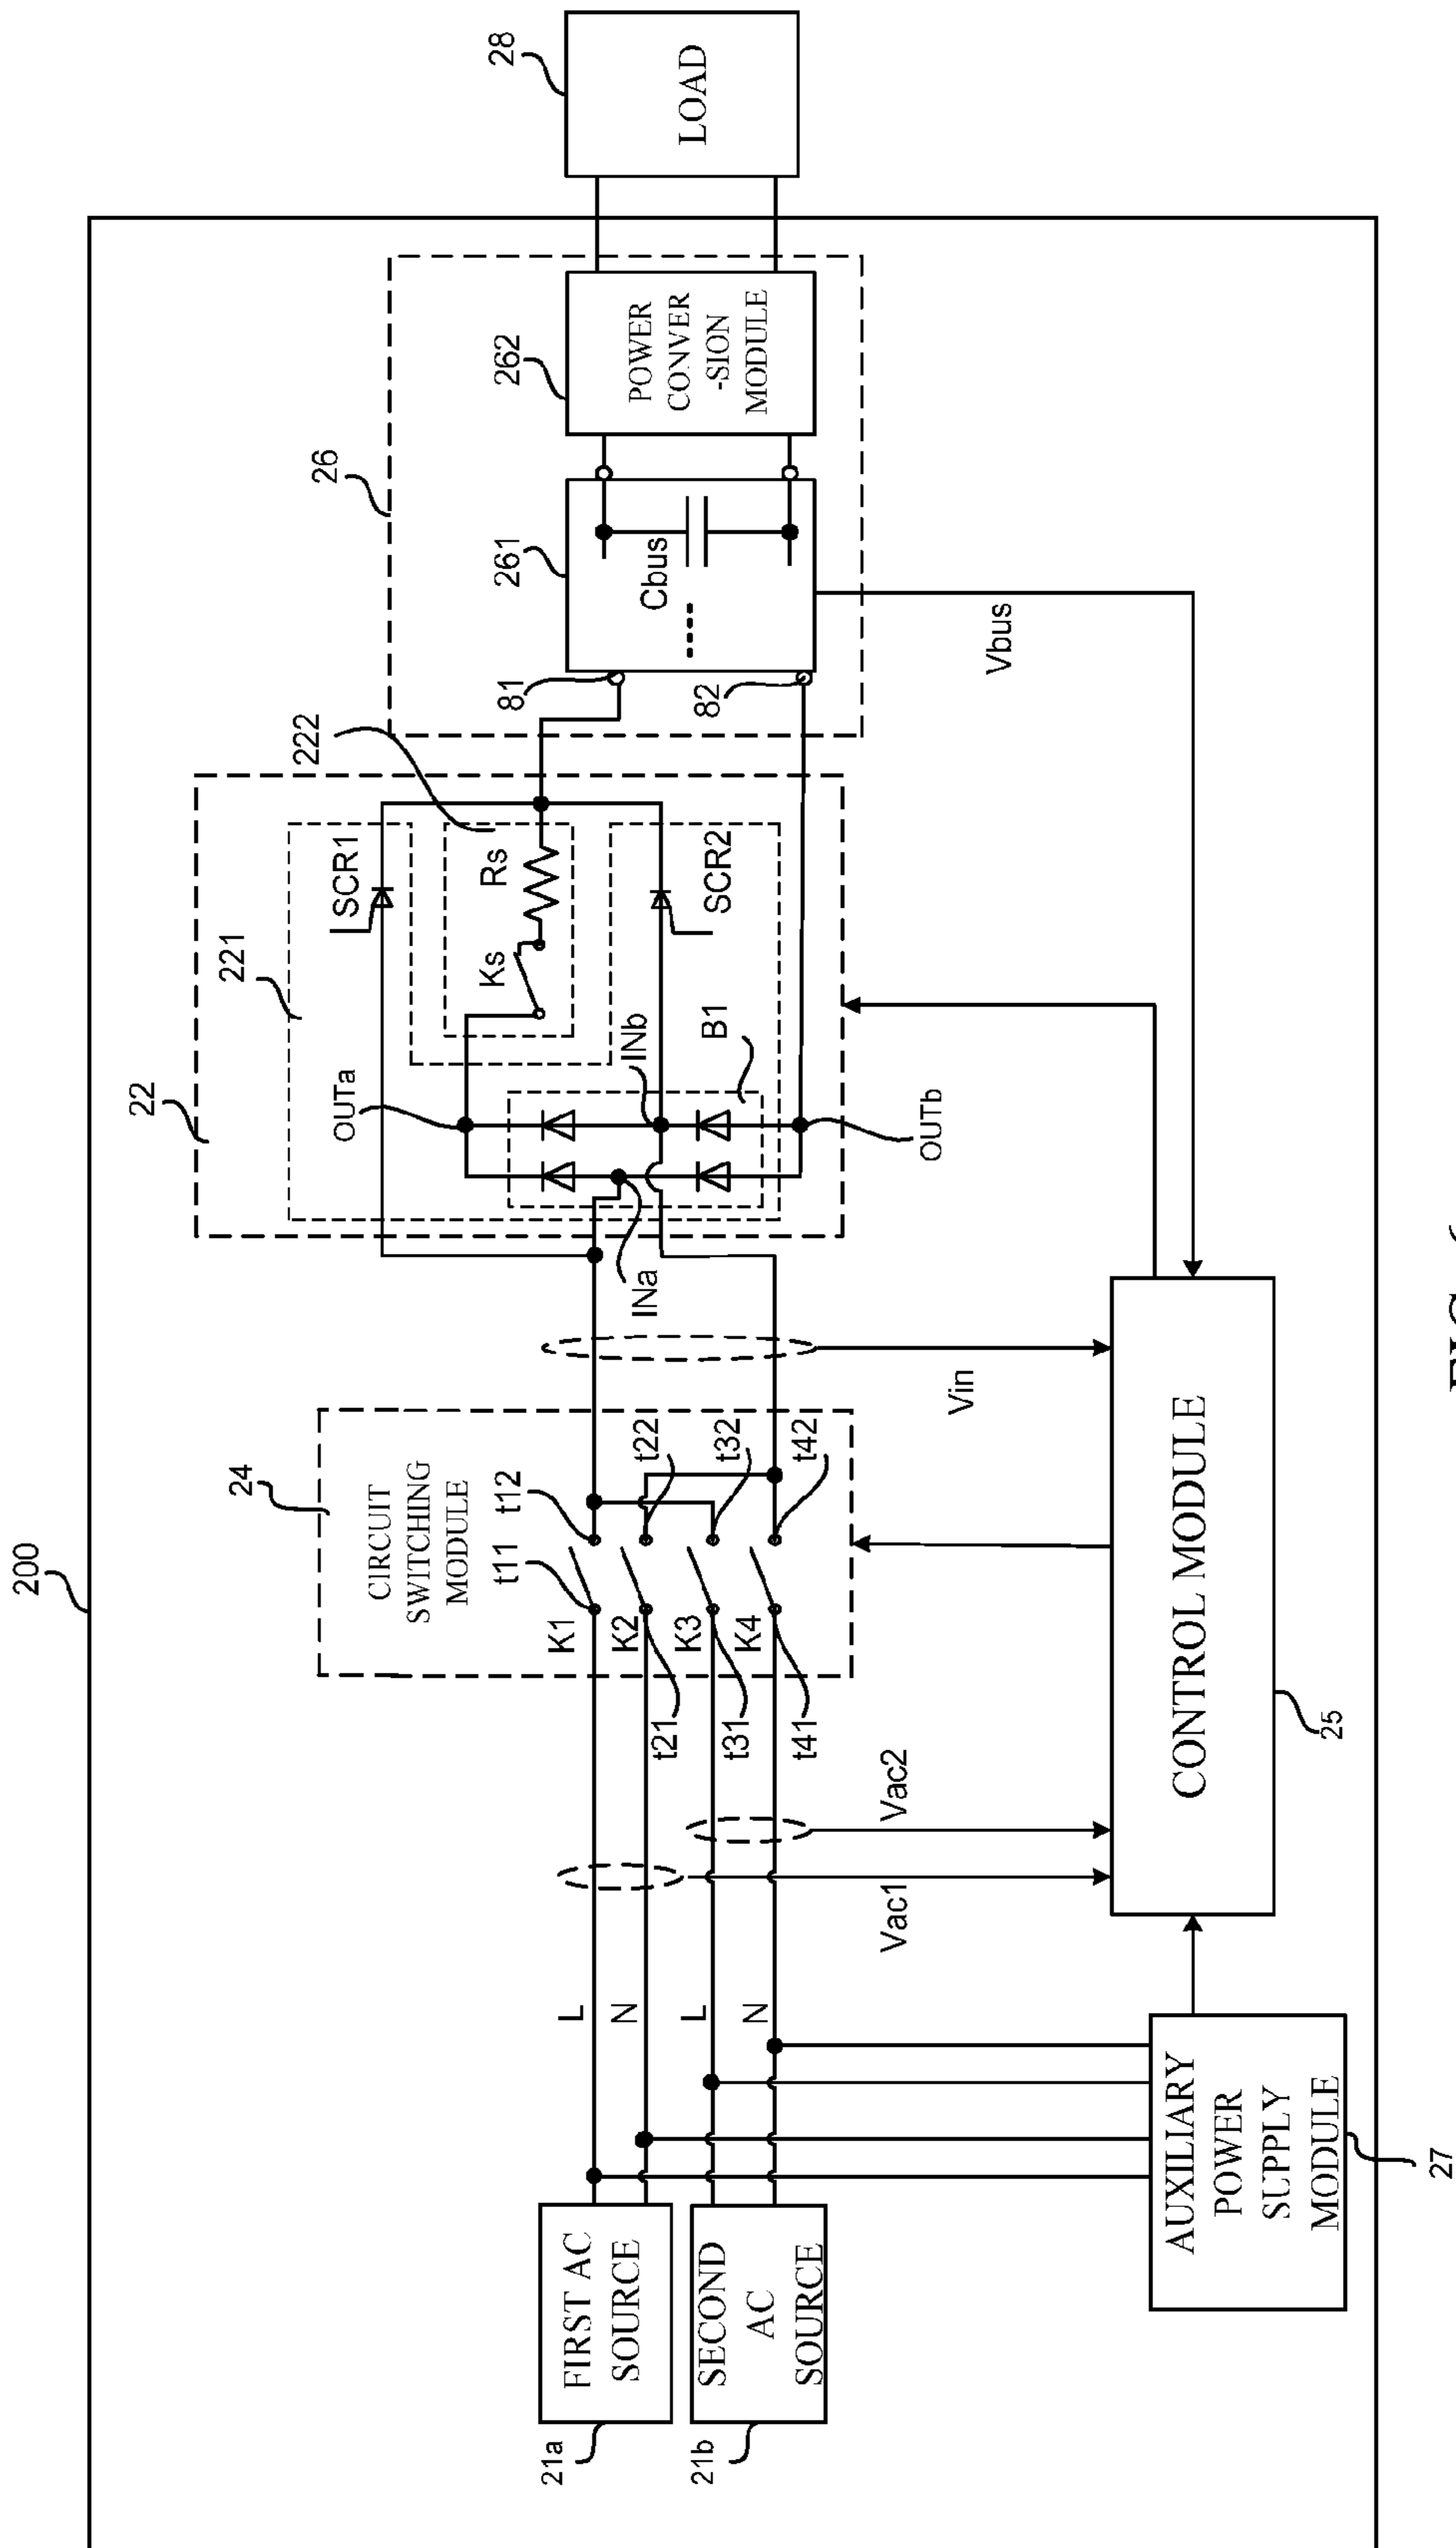 200
22
221
222
26
24
CIRCUIT
SWITCHING
MODULE
21a
FIRST AC
SOURCE
21b
SECOND
AC
SOURCE
L
N
L
N
K1
K2
K3
K4
t11
t12
t21
t22
t31
t32
t41
t42
INa
INb
OUTa
OUTb
B1
SCR1
SCR2
Ks
Rs
81
82
261
Cbus
262
POWER
CONVER
-SION
MODULE
28
LOAD
Vac1
Vac2
Vin
Vbus
CONTROL MODULE
25
AUXILIARY
POWER
SUPPLY
MODULE
27